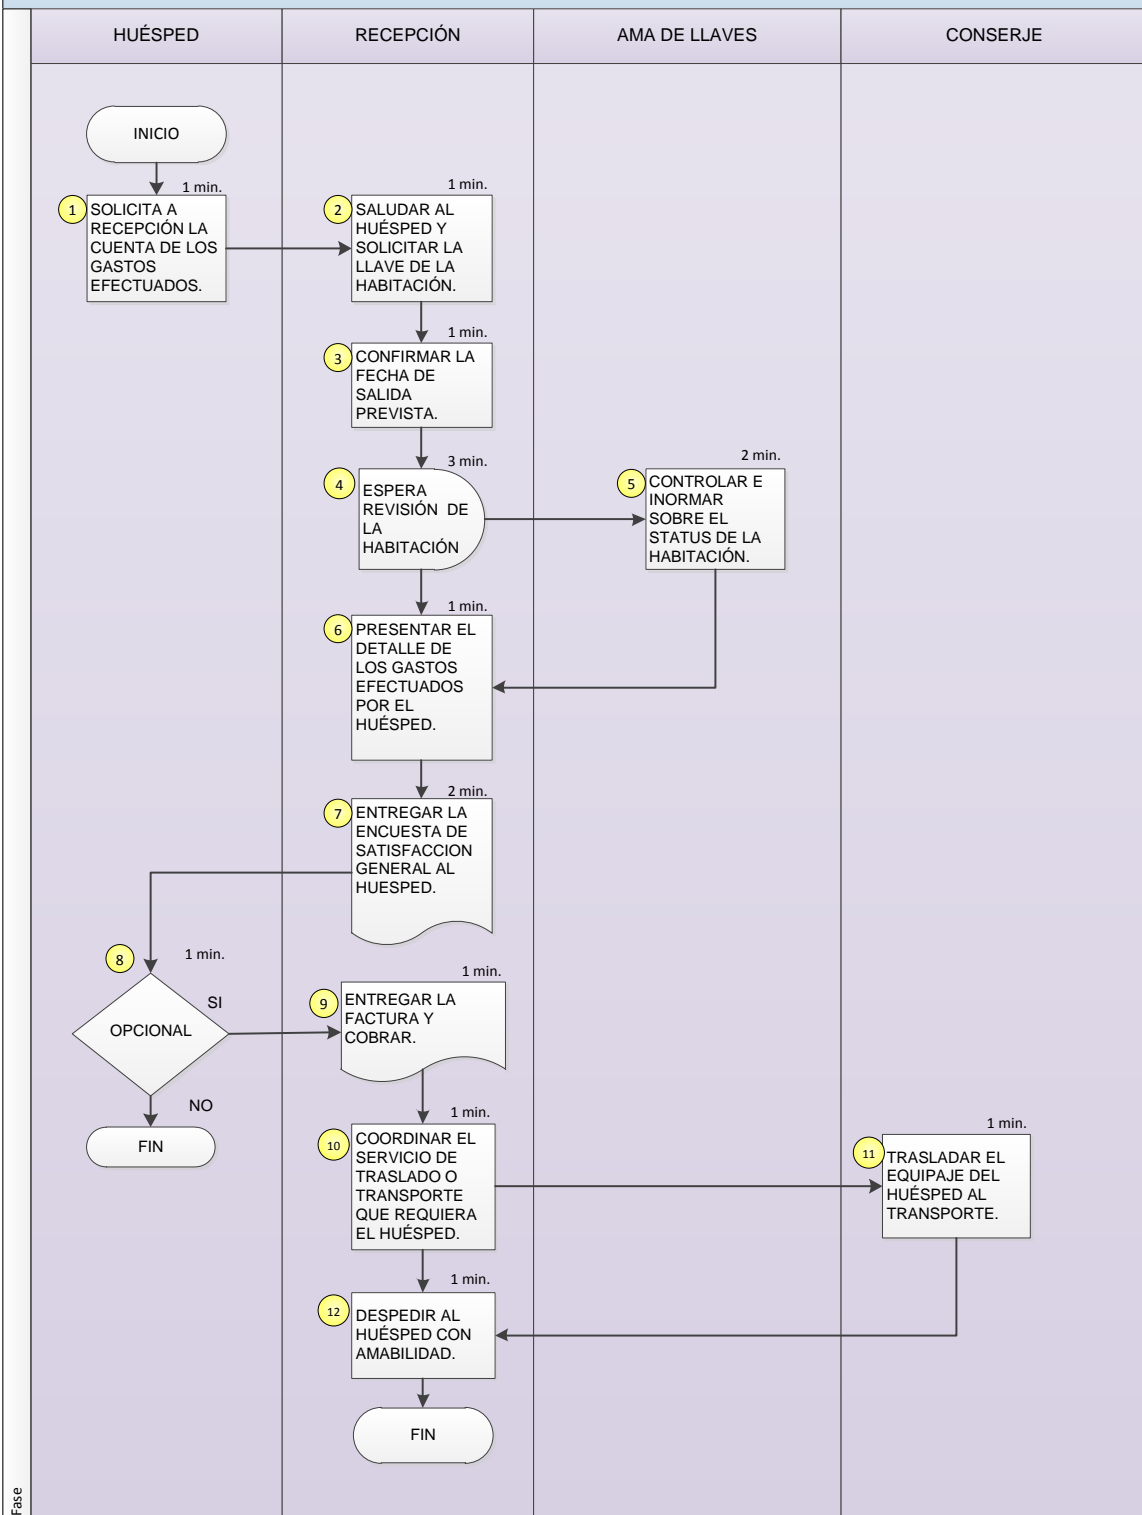 HUÉSPED
RECEPCIÓN
AMA DE LLAVES
CONSERJE
INICIO
1 min.
1
SOLICITA A
RECEPCIÓN LA
CUENTA DE LOS
GASTOS
EFECTUADOS.
1 min.
2
SALUDAR AL
HUÉSPED Y
SOLICITAR LA
LLAVE DE LA
HABITACIÓN.
1 min.
3
CONFIRMAR LA
FECHA DE
SALIDA
PREVISTA.
3 min.
4
ESPERA
REVISIÓN DE
LA
HABITACIÓN
2 min.
5
CONTROLAR E
INORMAR
SOBRE EL
STATUS DE LA
HABITACIÓN.
1 min.
6
PRESENTAR EL
DETALLE DE
LOS GASTOS
EFECTUADOS
POR EL
HUÉSPED.
2 min.
7
ENTREGAR LA
ENCUESTA DE
SATISFACCION
GENERAL AL
HUESPED.
8
1 min.
OPCIONAL
SI
NO
FIN
1 min.
9
ENTREGAR LA
FACTURA Y
COBRAR.
1 min.
10
COORDINAR EL
SERVICIO DE
TRASLADO O
TRANSPORTE
QUE REQUIERA
EL HUÉSPED.
1 min.
11
TRASLADAR EL
EQUIPAJE DEL
HUÉSPED AL
TRANSPORTE.
1 min.
12
DESPEDIR AL
HUÉSPED CON
AMABILIDAD.
FIN
Fase